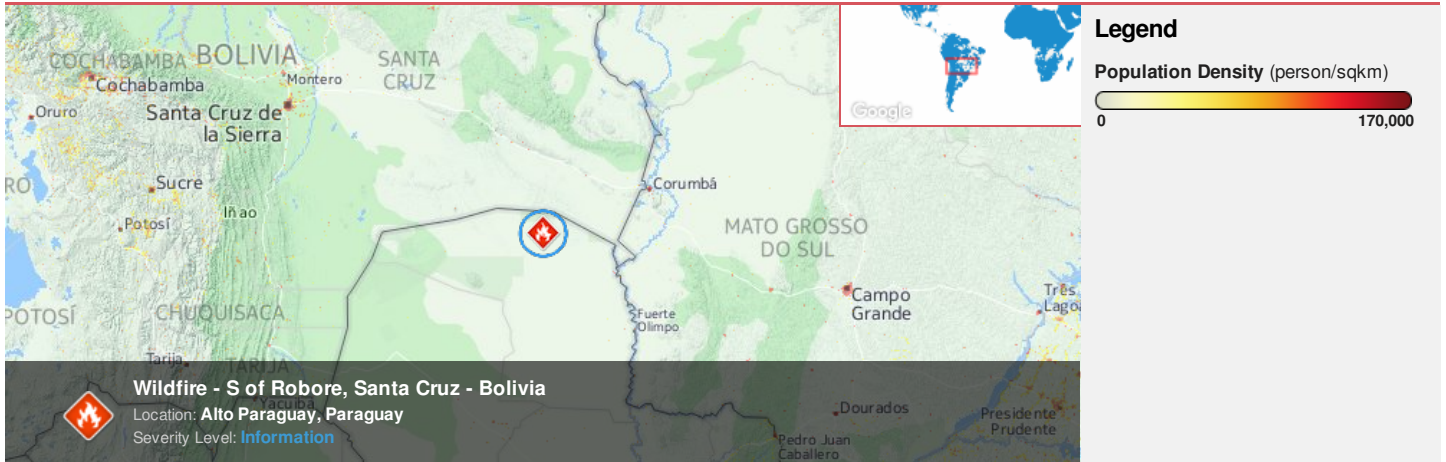 COCHABAMBA
BOLIVIA
SANTA
CRUZ
Cochabamba
Montero
Oruro
Santa Cruz de
la Sierra
RO
Sucre
Corumbá
Iñao
Potosí
MATO GROSSO
DO SUL
Campo
Grande
Três
Lagoa
POTOSÍ
CHUQUISACA
Fuerte
Olimpo
Tarija
TARIJA
Yacuiba
Dourados
Presidente
Prudente
Pedro Juan
Caballero
Google
Wildfire - S of Robore, Santa Cruz - Bolivia
Location: Alto Paraguay, Paraguay
Severity Level: Information
Legend
Population Density (person/sqkm)
0 170,000